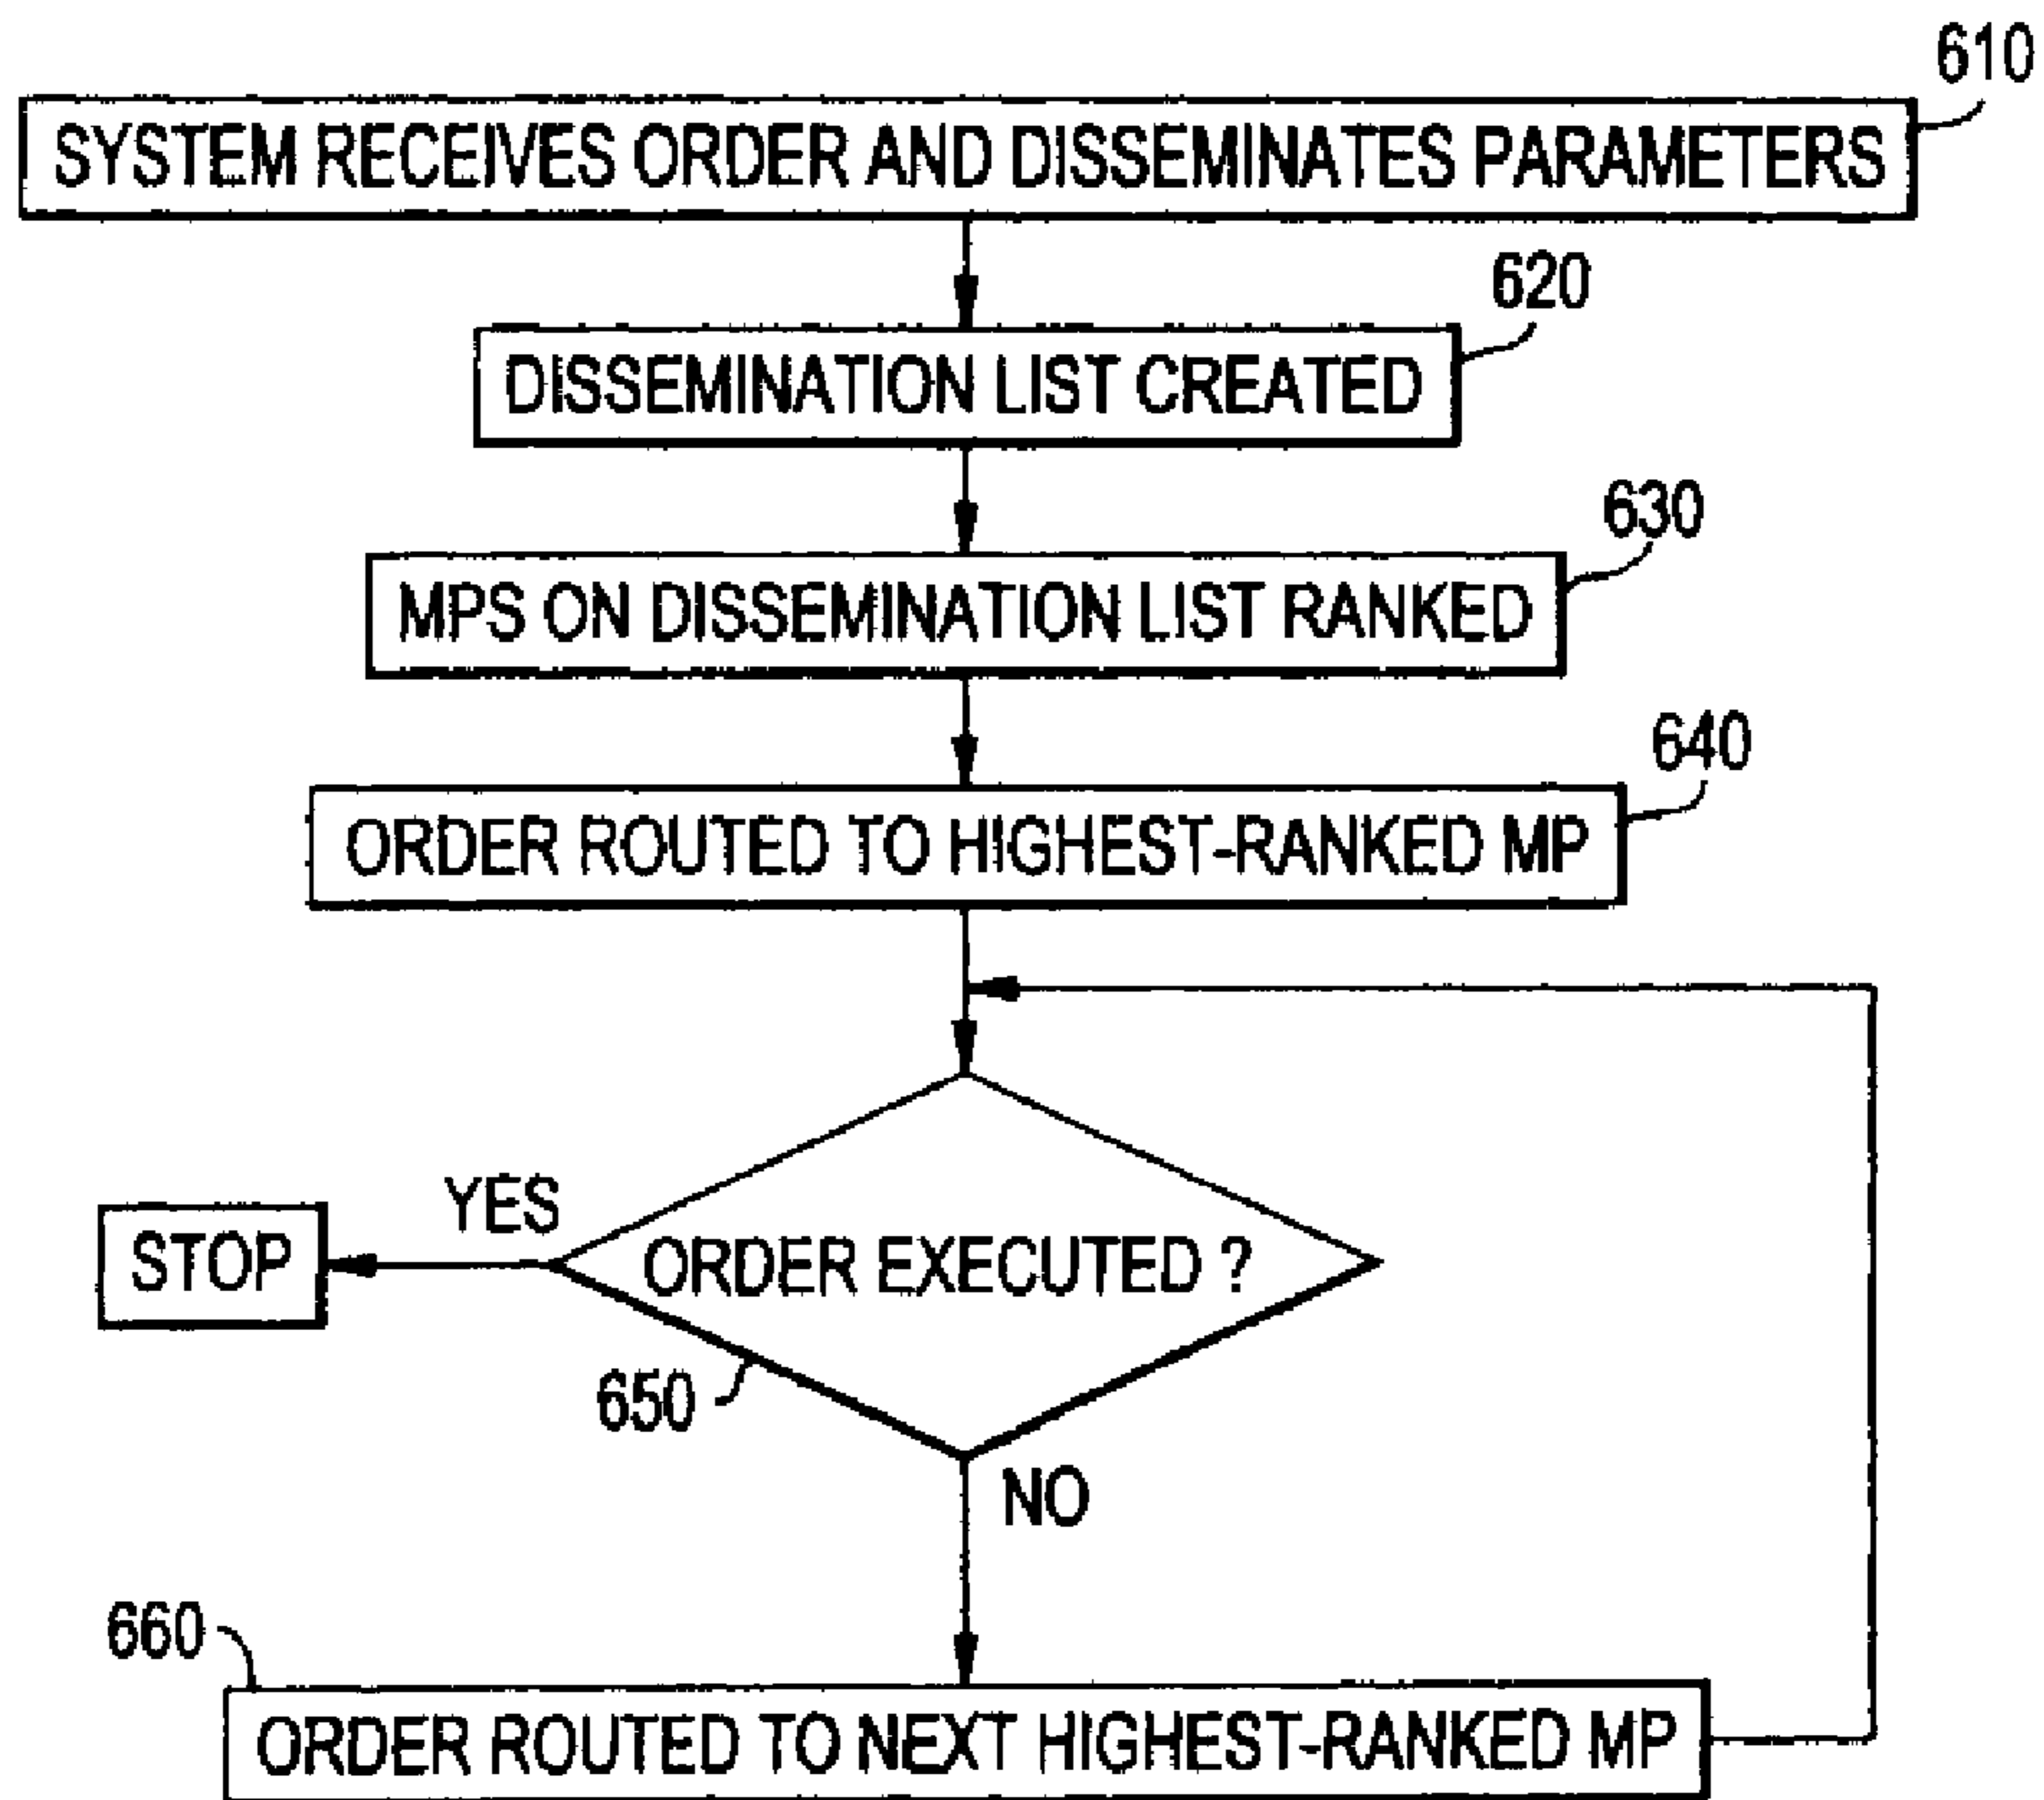 610
SYSTEM RECEIVES ORDER AND DISSEMINATES PARAMETERS
620
DISSEMINATION LIST CREATED
630
MPS ON DISSEMINATION LIST RANKED
640
ORDER ROUTED TO HIGHEST-RANKED MP
YES
STOP
ORDER EXECUTED ?
650
NO
660
ORDER ROUTED TO NEXT HIGHEST-RANKED MP